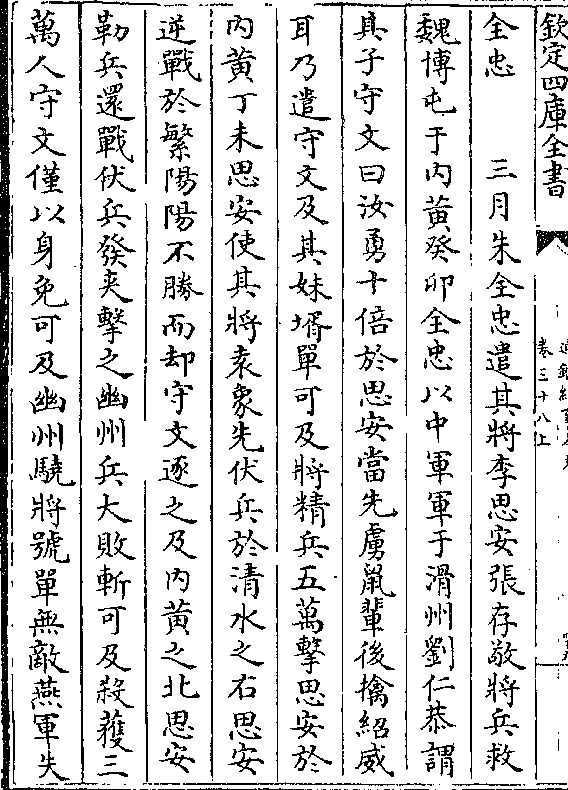 欽定四庫全書
卷三十八上
全忠　三月朱全忠遣其將李思安張存敬將兵救
魏博屯于内黄癸卯全忠以中軍軍于滑州劉仁恭謂
其子守文曰汝勇十倍於思安當先虜鼠輩後擒紹威
耳乃遣守文及其妹壻單可及將精兵五萬擊思安於
内黄丁未思安使其將袁象先伏兵於清水之右思安
逆戰於繁陽陽不勝而却守文逐之及内黄之北思安
勒兵還戰伏兵發夾擊之幽州兵大敗斬可及殺獲三
萬人守文僅以身免可及幽州驍將號單無敵燕軍失